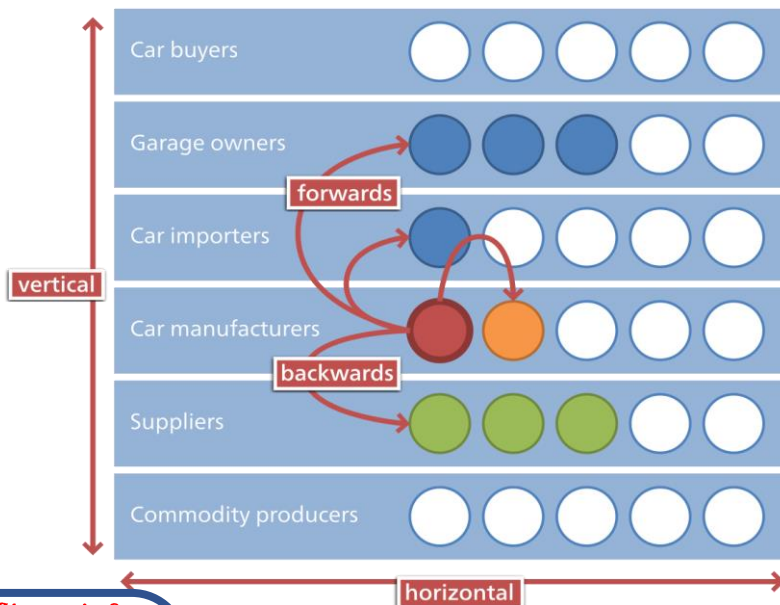 Car buyers
Garage owners
forwards
Car importers
vertical
Car manufacturers
backwards
Suppliers
Commodity producers
horizontal